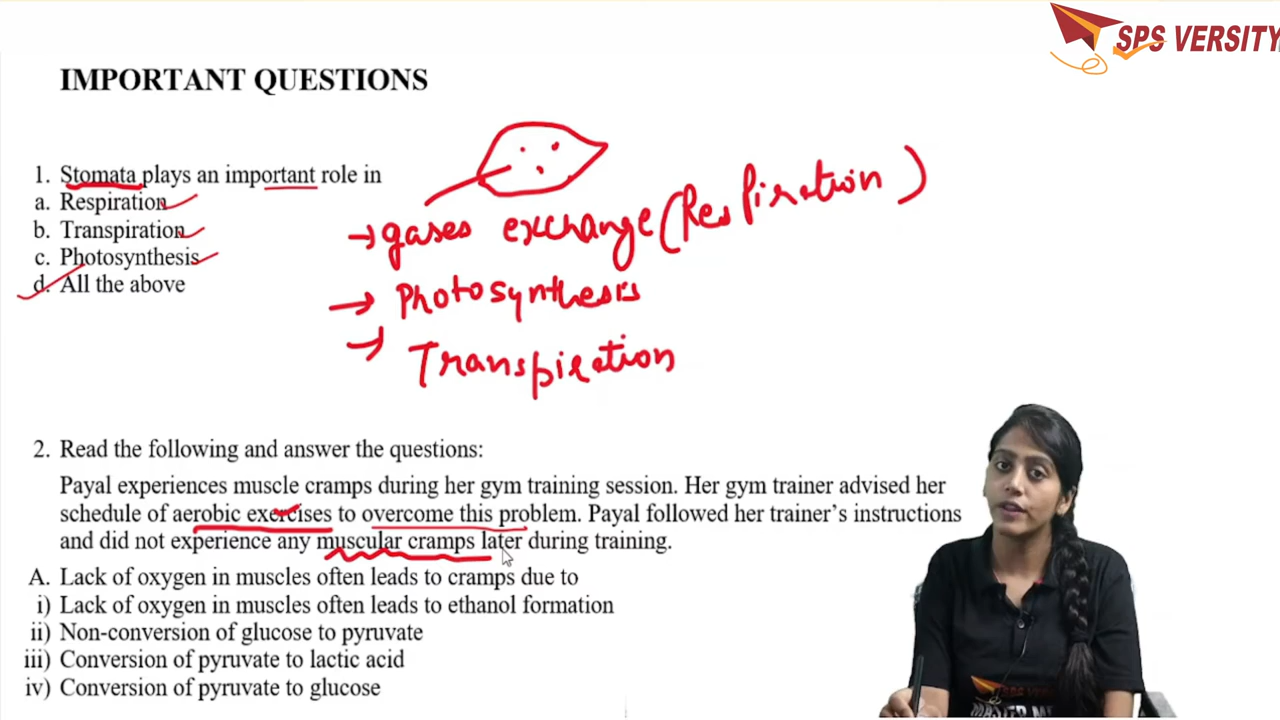 SPS VERSITY
IMPORTANT QUESTIONS
1. Stomata plays an important role in
a. Respiration
b. Transpiration
c. Photosynthesis
d. All the above
→ gases exchange (Respiration)
→ Photosynthesis
→ Transpiration
2. Read the following and answer the questions:
Payal experiences muscle cramps during her gym training session. Her gym trainer advised her
schedule of aerobic exercises to overcome this problem. Payal followed her trainer's instructions
and did not experience any muscular cramps later during training.
A. Lack of oxygen in muscles often leads to cramps due to
i) Lack of oxygen in muscles often leads to ethanol formation
ii) Non-conversion of glucose to pyruvate
iii) Conversion of pyruvate to lactic acid
iv) Conversion of pyruvate to glucose